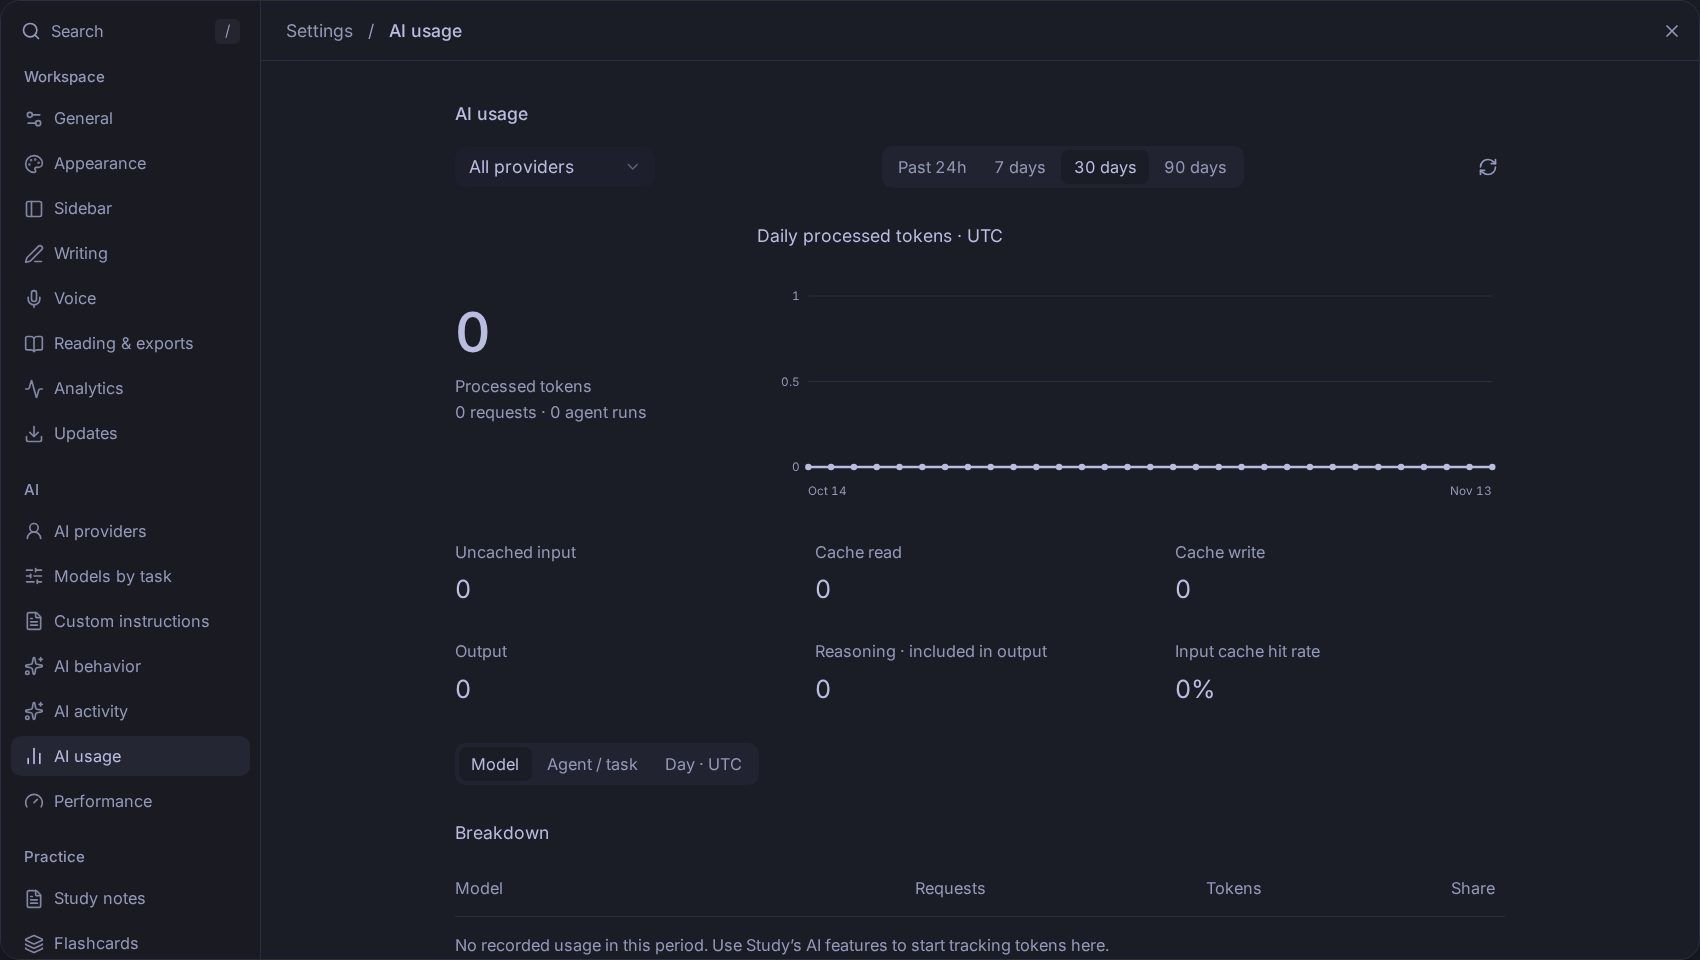 Search /
Workspace
General
Appearance
Sidebar
Writing
Voice
Reading & exports
Analytics
Updates
AI
AI providers
Models by task
Custom instructions
AI behavior
AI activity
AI usage
Performance
Practice
Study notes
Flashcards
Settings / AI usage
AI usage
All providers
Past 24h 7 days 30 days 90 days
Daily processed tokens · UTC
0
Processed tokens
0 requests · 0 agent runs
1
0.5
0
Oct 14 Nov 13
Uncached input Cache read Cache write
0 0 0
Output Reasoning · included in output Input cache hit rate
0 0 0%
Model Agent / task Day · UTC
Breakdown
Model Requests Tokens Share
No recorded usage in this period. Use Study’s AI features to start tracking tokens here.